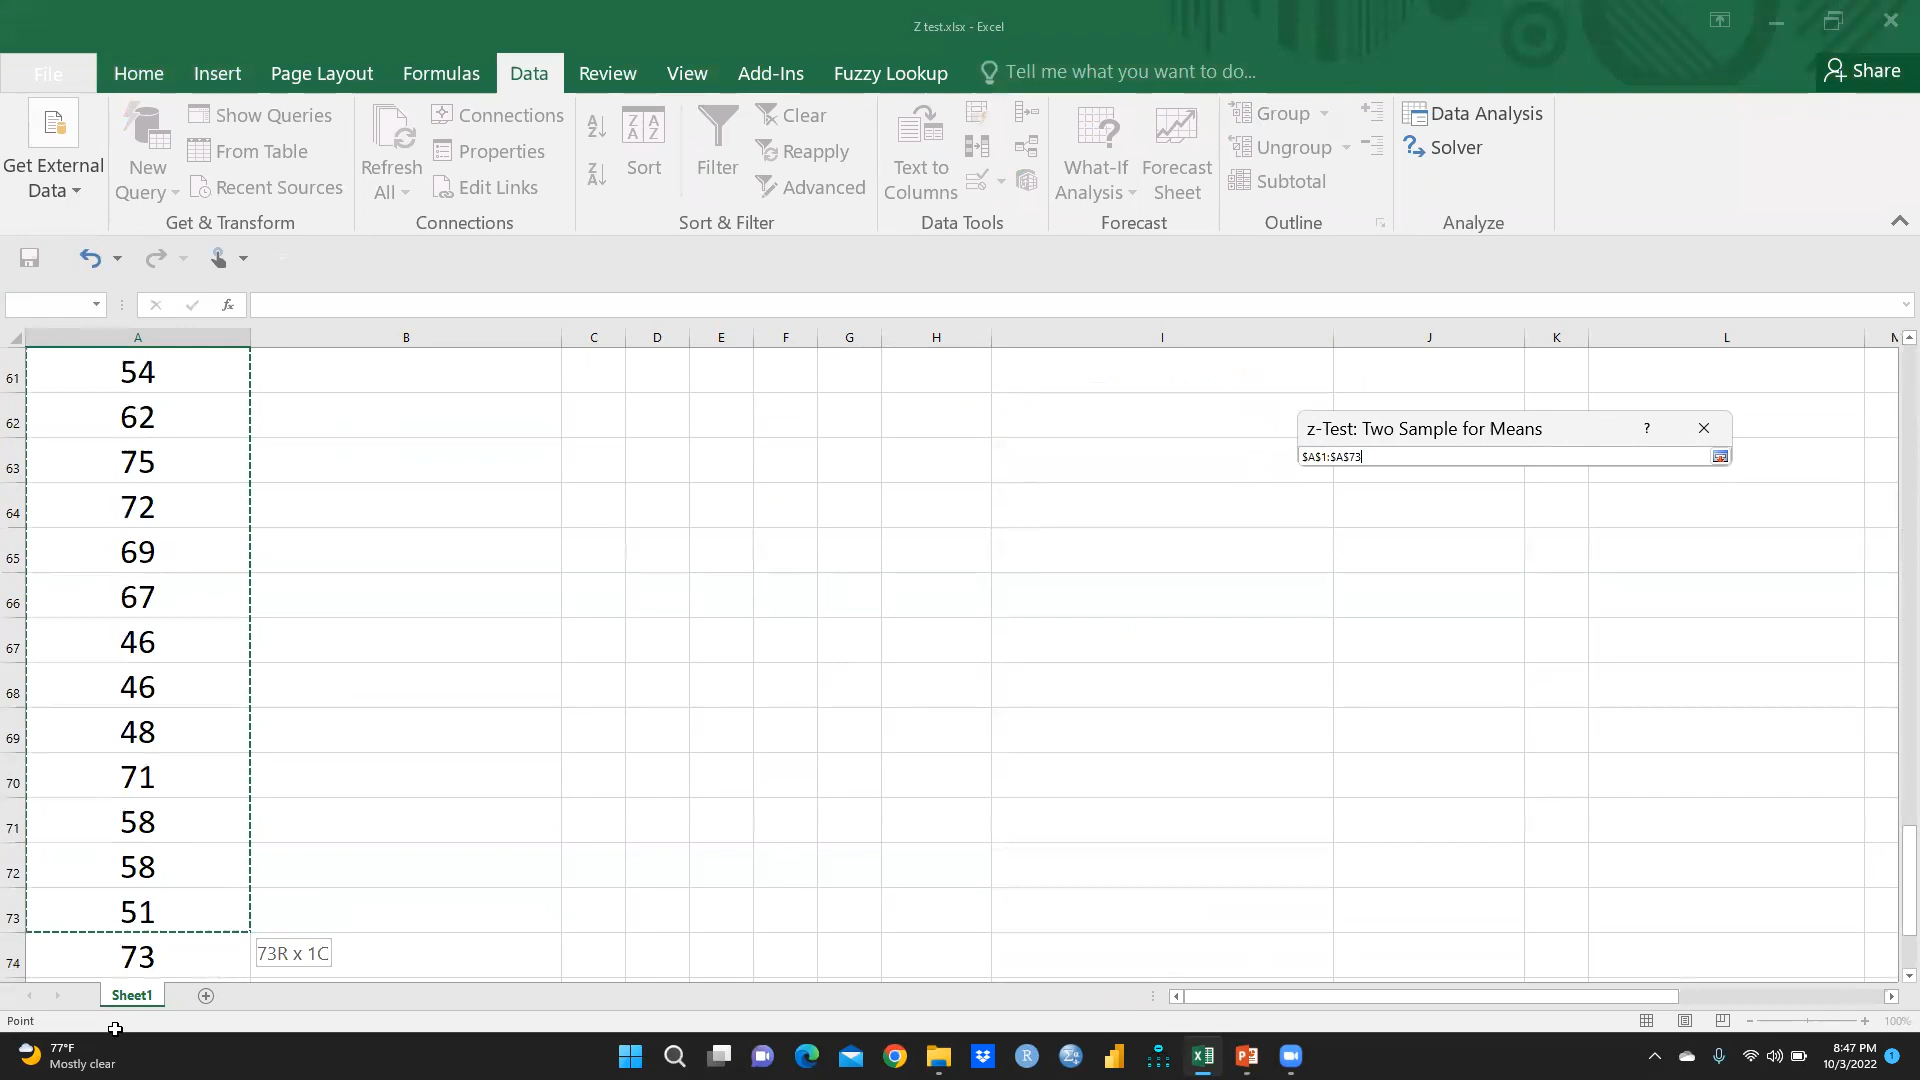 Z test.xlsx - Excel
File Home Insert Page Layout Formulas Data Review View Add-Ins Fuzzy Lookup Tell me what you want to do... Share
Get External Data
New Query
Show Queries
From Table
Recent Sources
Get & Transform
Refresh All
Connections
Properties
Edit Links
Connections
Sort
Filter
Clear
Reapply
Advanced
Sort & Filter
Text to Columns
Data Tools
What-If Analysis
Forecast Sheet
Forecast
Group
Ungroup
Subtotal
Outline
Data Analysis
Solver
Analyze
fx
A B C D E F G H I J K L
61 54
62 62
63 75
64 72
65 69
66 67
67 46
68 46
69 48
70 71
71 58
72 58
73 51
74 73
73R x 1C
z-Test: Two Sample for Means ?
$A$1:$A$73
Sheet1
Point
100%
77°F
Mostly clear
8:47 PM
10/3/2022
1